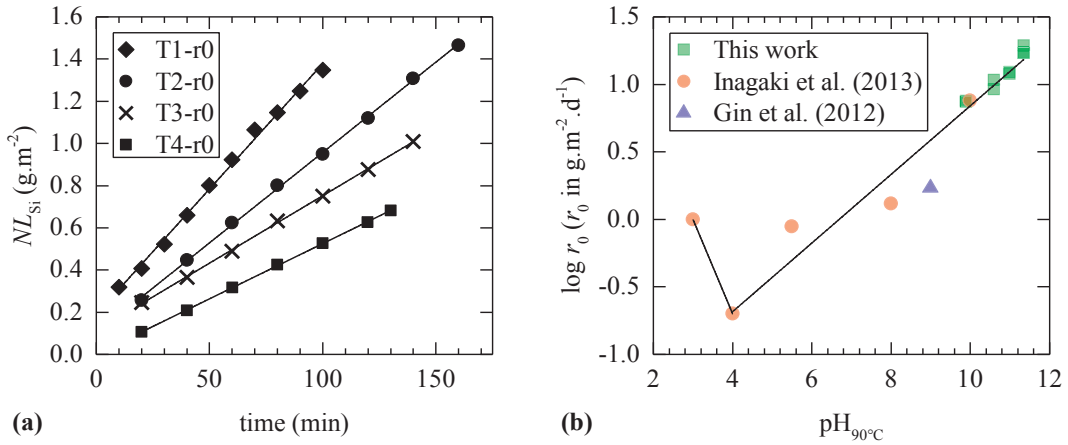 1.6
1.4
1.2
1.0
0.8
0.6
0.4
0.2
0.0
NL_Si (g.m⁻²)
T1-r0
T2-r0
T3-r0
T4-r0
0 50 100 150
(a) time (min)
1.5
1.0
0.5
0.0
-0.5
-1.0
log r₀ (r₀ in g.m⁻².d⁻¹)
This work
Inagaki et al. (2013)
Gin et al. (2012)
2 4 6 8 10 12
(b) pH_90°C